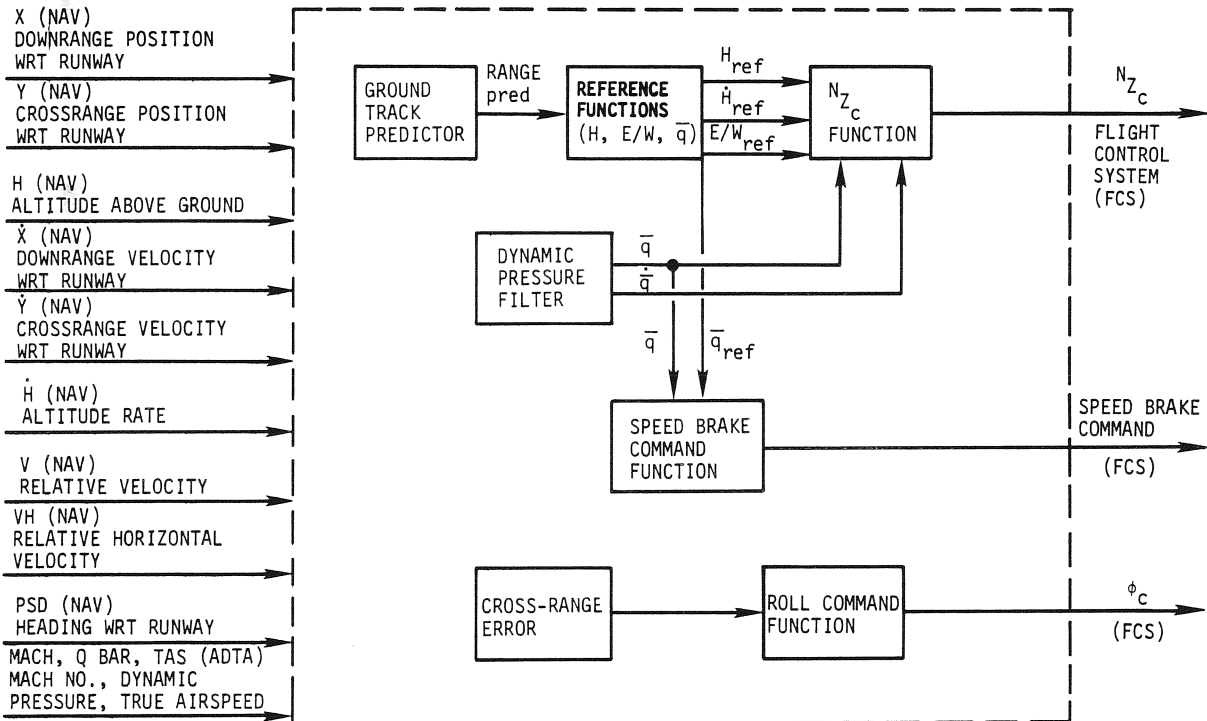 X (NAV)
DOWNRANGE POSITION
WRT RUNWAY
Y (NAV)
CROSSRANGE POSITION
WRT RUNWAY
H (NAV)
ALTITUDE ABOVE GROUND
Ẋ (NAV)
DOWNRANGE VELOCITY
WRT RUNWAY
Ẏ (NAV)
CROSSRANGE VELOCITY
WRT RUNWAY
Ḣ (NAV)
ALTITUDE RATE
V (NAV)
RELATIVE VELOCITY
VH (NAV)
RELATIVE HORIZONTAL
VELOCITY
PSD (NAV)
HEADING WRT RUNWAY
MACH, Q BAR, TAS (ADTA)
MACH NO., DYNAMIC
PRESSURE, TRUE AIRSPEED
GROUND
TRACK
PREDICTOR
RANGE
pred
REFERENCE
FUNCTIONS
(H, E/W, q̅)
H_ref
Ḣ_ref
E/W_ref
N_Z_c
FUNCTION
N_Z_c
FLIGHT
CONTROL
SYSTEM
(FCS)
DYNAMIC
PRESSURE
FILTER
q̅
q̅̇
q̅
q̅_ref
SPEED BRAKE
COMMAND
FUNCTION
SPEED BRAKE
COMMAND
(FCS)
CROSS-RANGE
ERROR
ROLL COMMAND
FUNCTION
ϕ_c
(FCS)